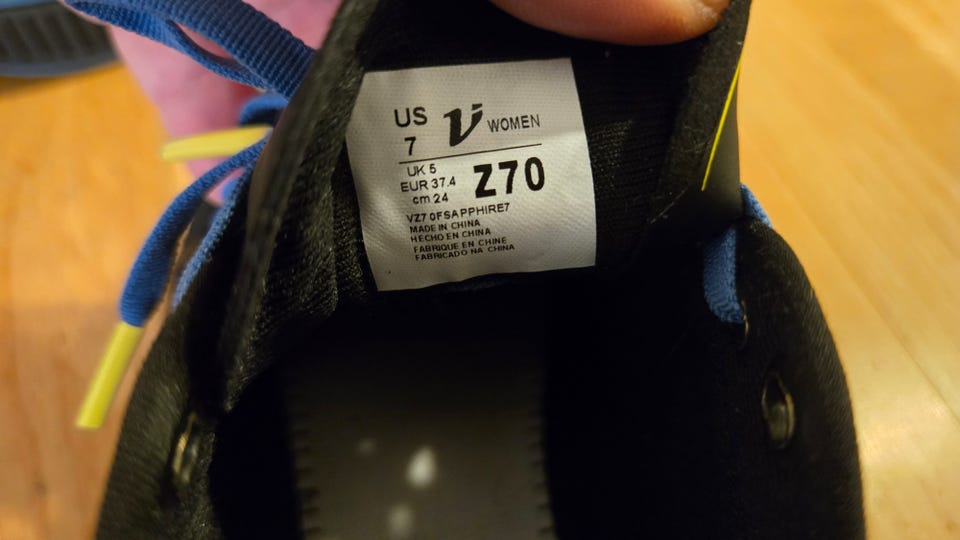 US
7
WOMEN
UK 5
EUR 37.4
cm 24
Z70
VZ7 0FSAPPHIRE7
MADE IN CHINA
HECHO EN CHINA
FABRIQUE EN CHINE
FABRICADO NA CHINA